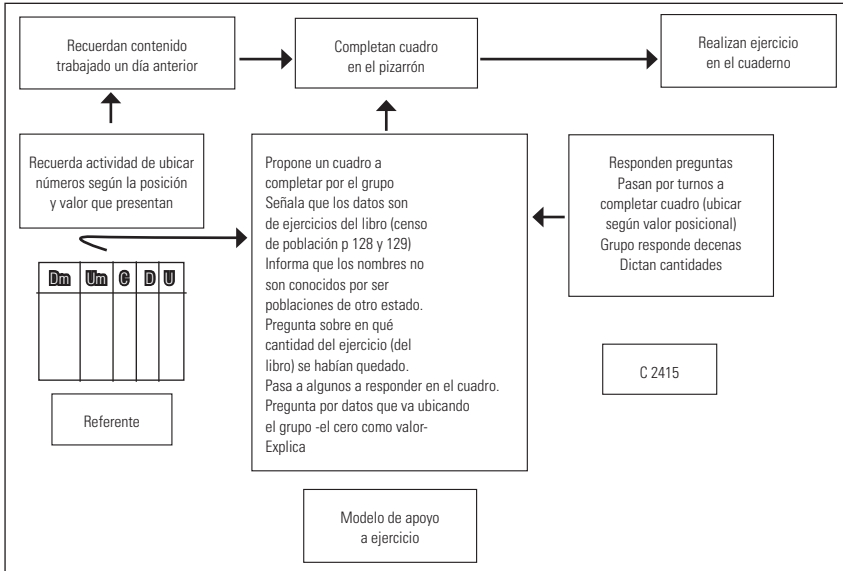 Recuerdan contenido
trabajado un día anterior
Completan cuadro
en el pizarrón
Realizan ejercicio
en el cuaderno
Recuerda actividad de ubicar
números según la posición
y valor que presentan
Dm Um C D U
Referente
Propone un cuadro a
completar por el grupo
Señala que los datos son
de ejercicios del libro (censo
de población p 128 y 129)
Informa que los nombres no
son conocidos por ser
poblaciones de otro estado.
Pregunta sobre en qué
cantidad del ejercicio (del
libro) se habían quedado.
Pasa a algunos a responder en el cuadro.
Pregunta por datos que va ubicando
el grupo -el cero como valor-
Explica
Modelo de apoyo
a ejercicio
Responden preguntas
Pasan por turnos a
completar cuadro (ubicar
según valor posicional)
Grupo responde decenas
Dictan cantidades
C 2415